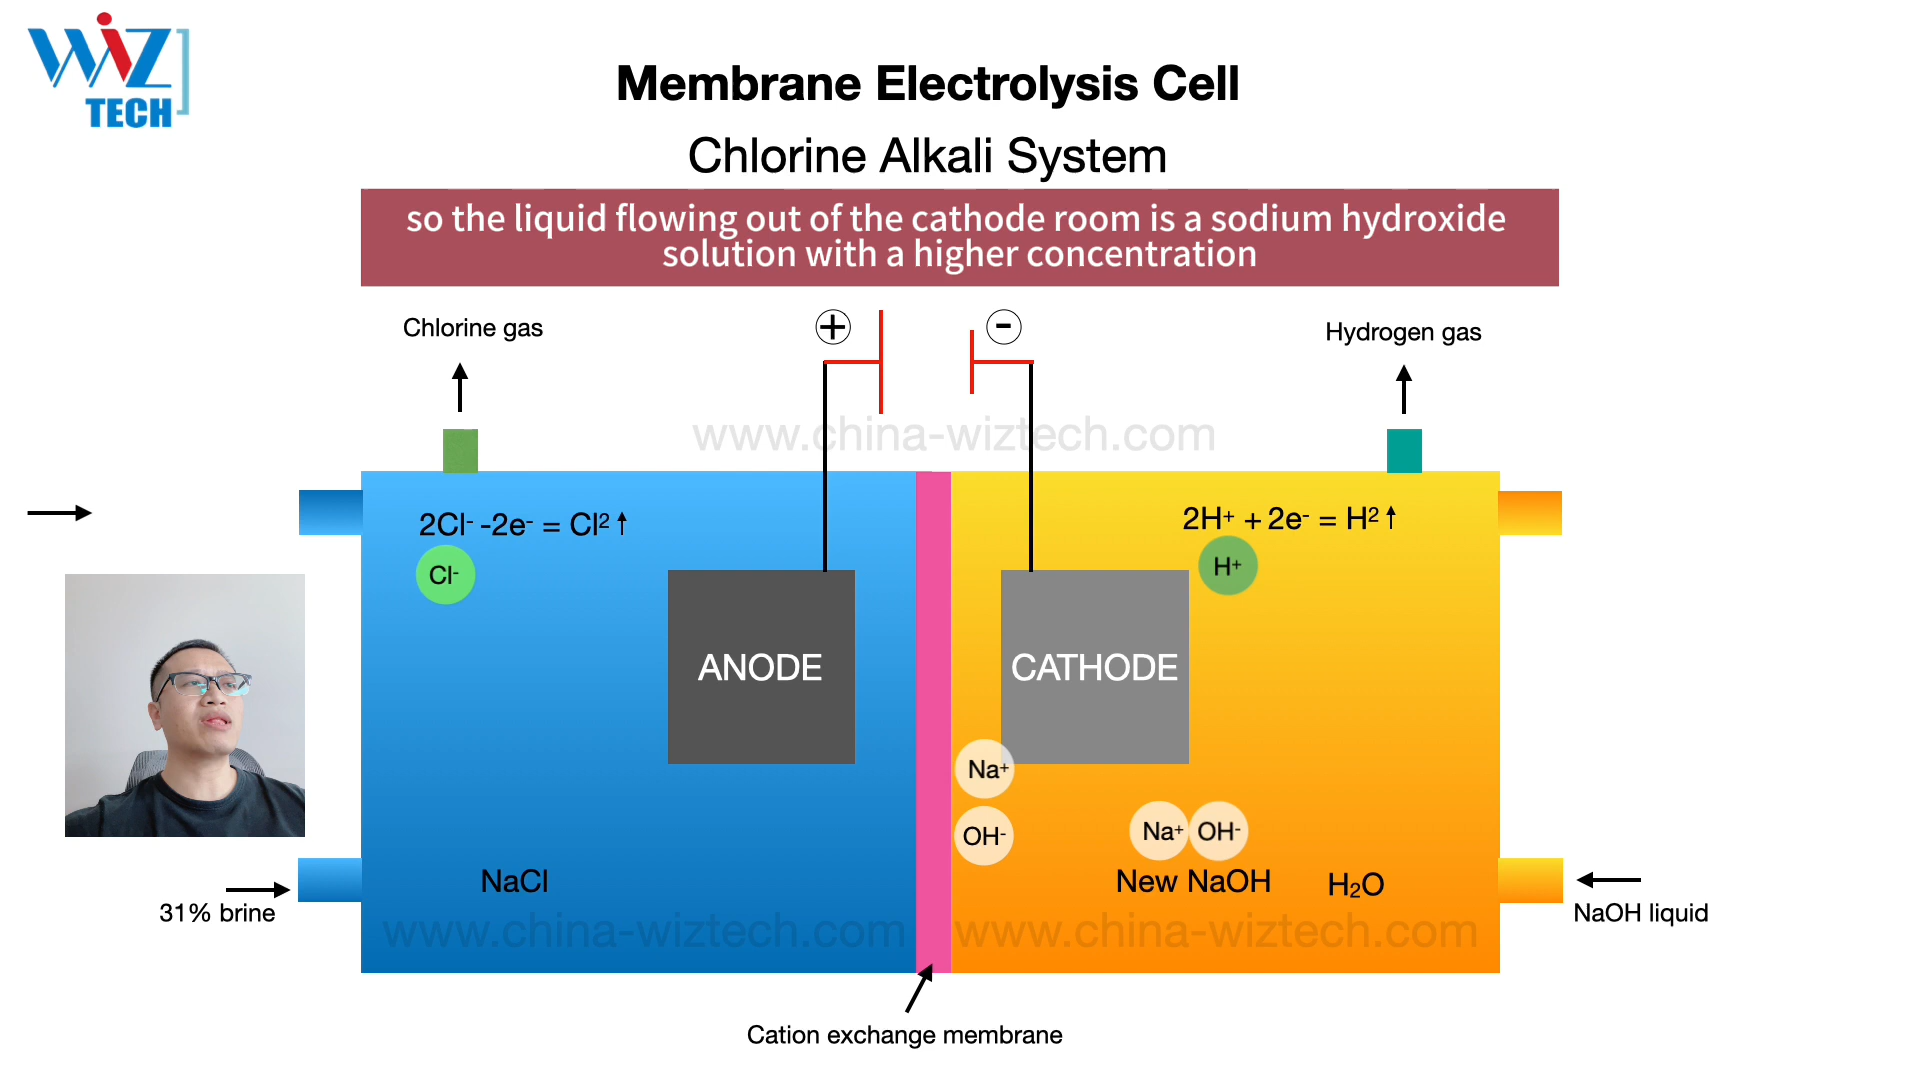 WIZ
TECH
Membrane Electrolysis Cell
Chlorine Alkali System
so the liquid flowing out of the cathode room is a sodium hydroxide
solution with a higher concentration
Chlorine gas
+
-
Hydrogen gas
www.china-wiztech.com
2Cl⁻ -2e⁻ = Cl²↑
2H⁺ + 2e⁻ = H²↑
Cl⁻
H⁺
ANODE
CATHODE
Na⁺
OH⁻
Na⁺ OH⁻
NaCl
New NaOH
H₂O
31% brine
NaOH liquid
www.china-wiztech.com
www.china-wiztech.com
Cation exchange membrane